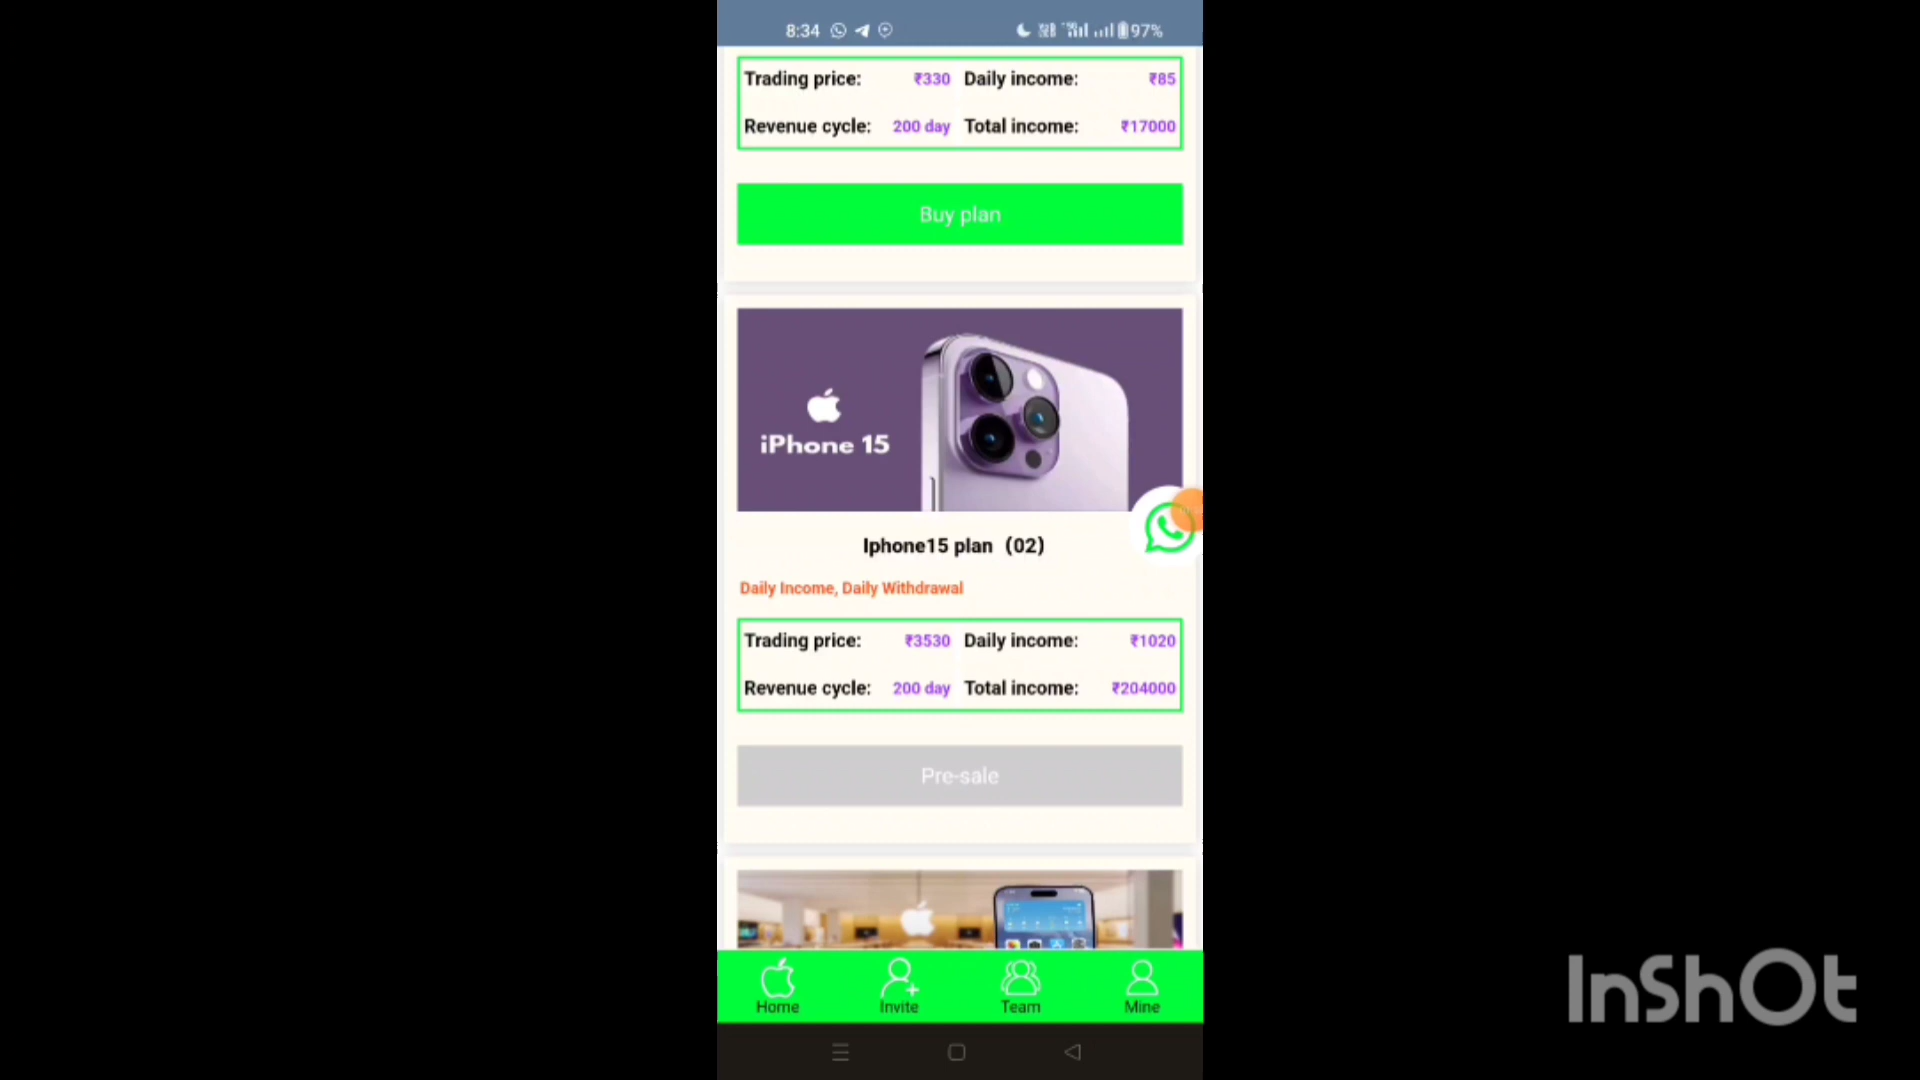 8:34 97%
Trading price: ₹330 Daily income: ₹85
Revenue cycle: 200 day Total income: ₹17000
Buy plan
iPhone 15
Iphone15 plan（02）
Daily Income, Daily Withdrawal
Trading price: ₹3530 Daily income: ₹1020
Revenue cycle: 200 day Total income: ₹204000
Pre-sale
Home Invite Team Mine
InShOt